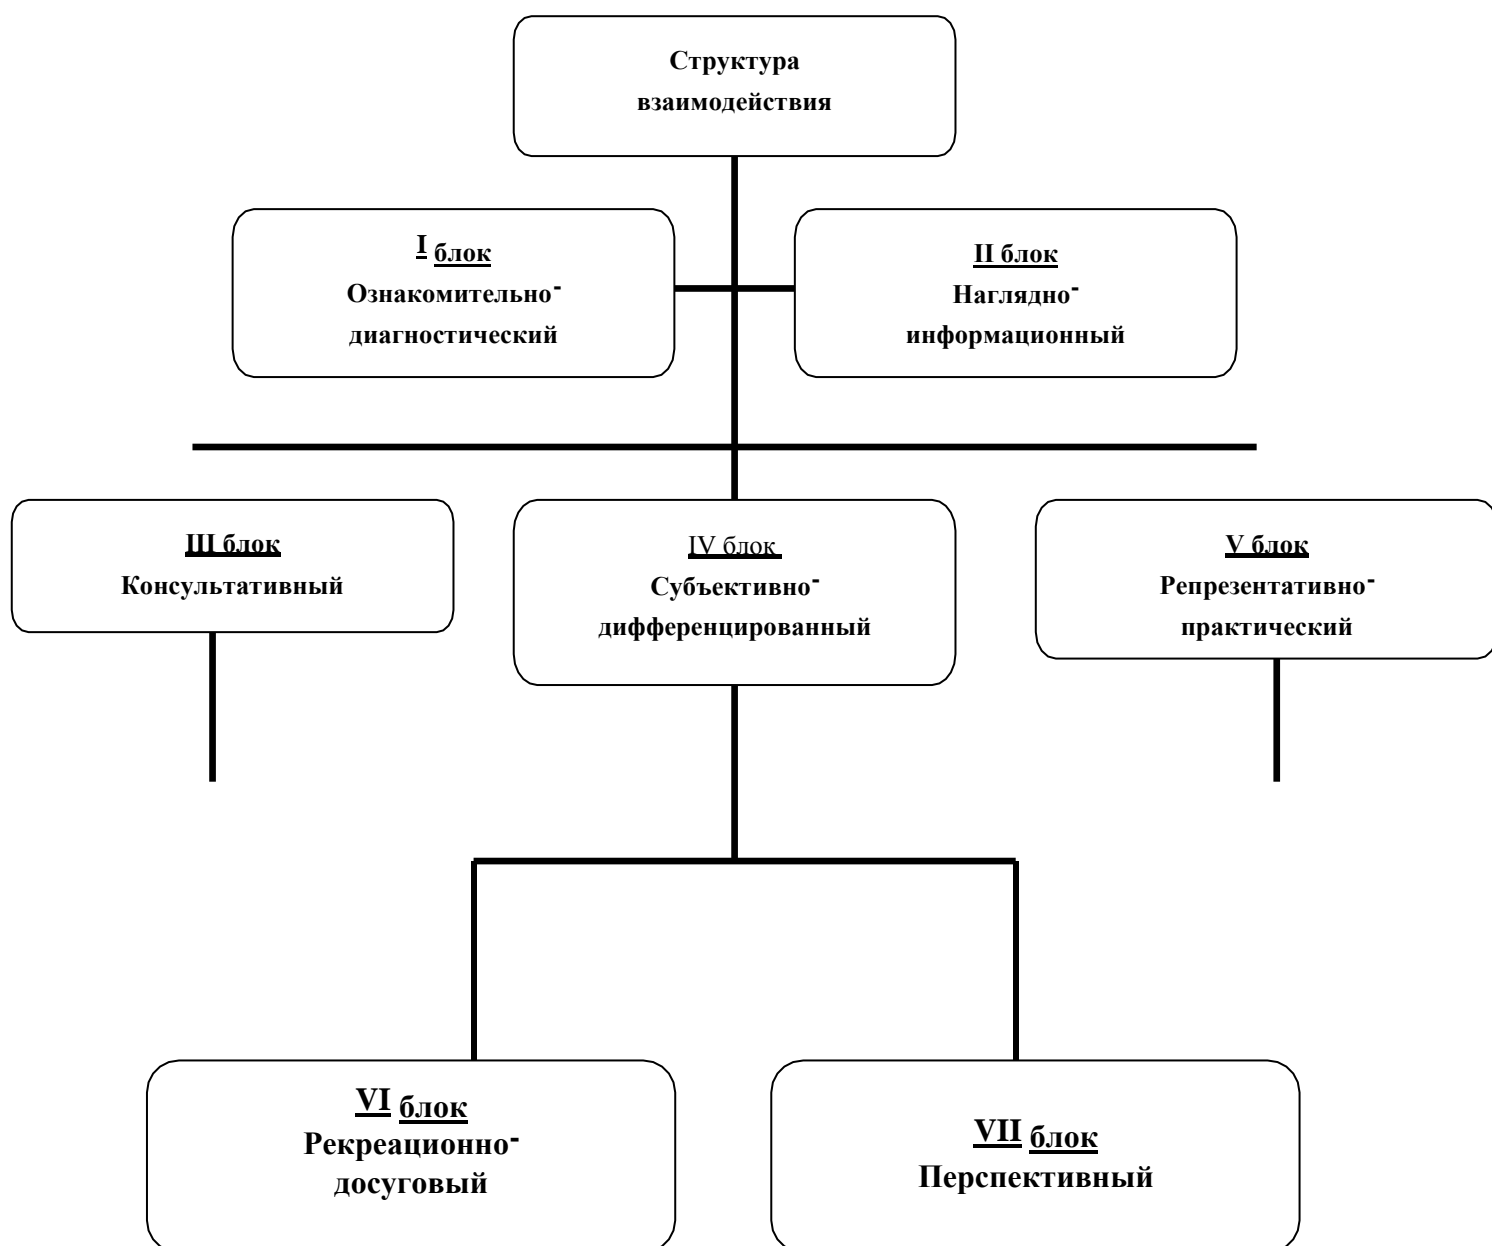 Структура
взаимодействия
I блок
Ознакомительно-
диагностический
II блок
Наглядно-
информационный
III блок
Консультативный
IV блок
Субъективно-
дифференцированный
V блок
Репрезентативно-
практический
VI блок
Рекреационно-
досуговый
VII блок
Перспективный